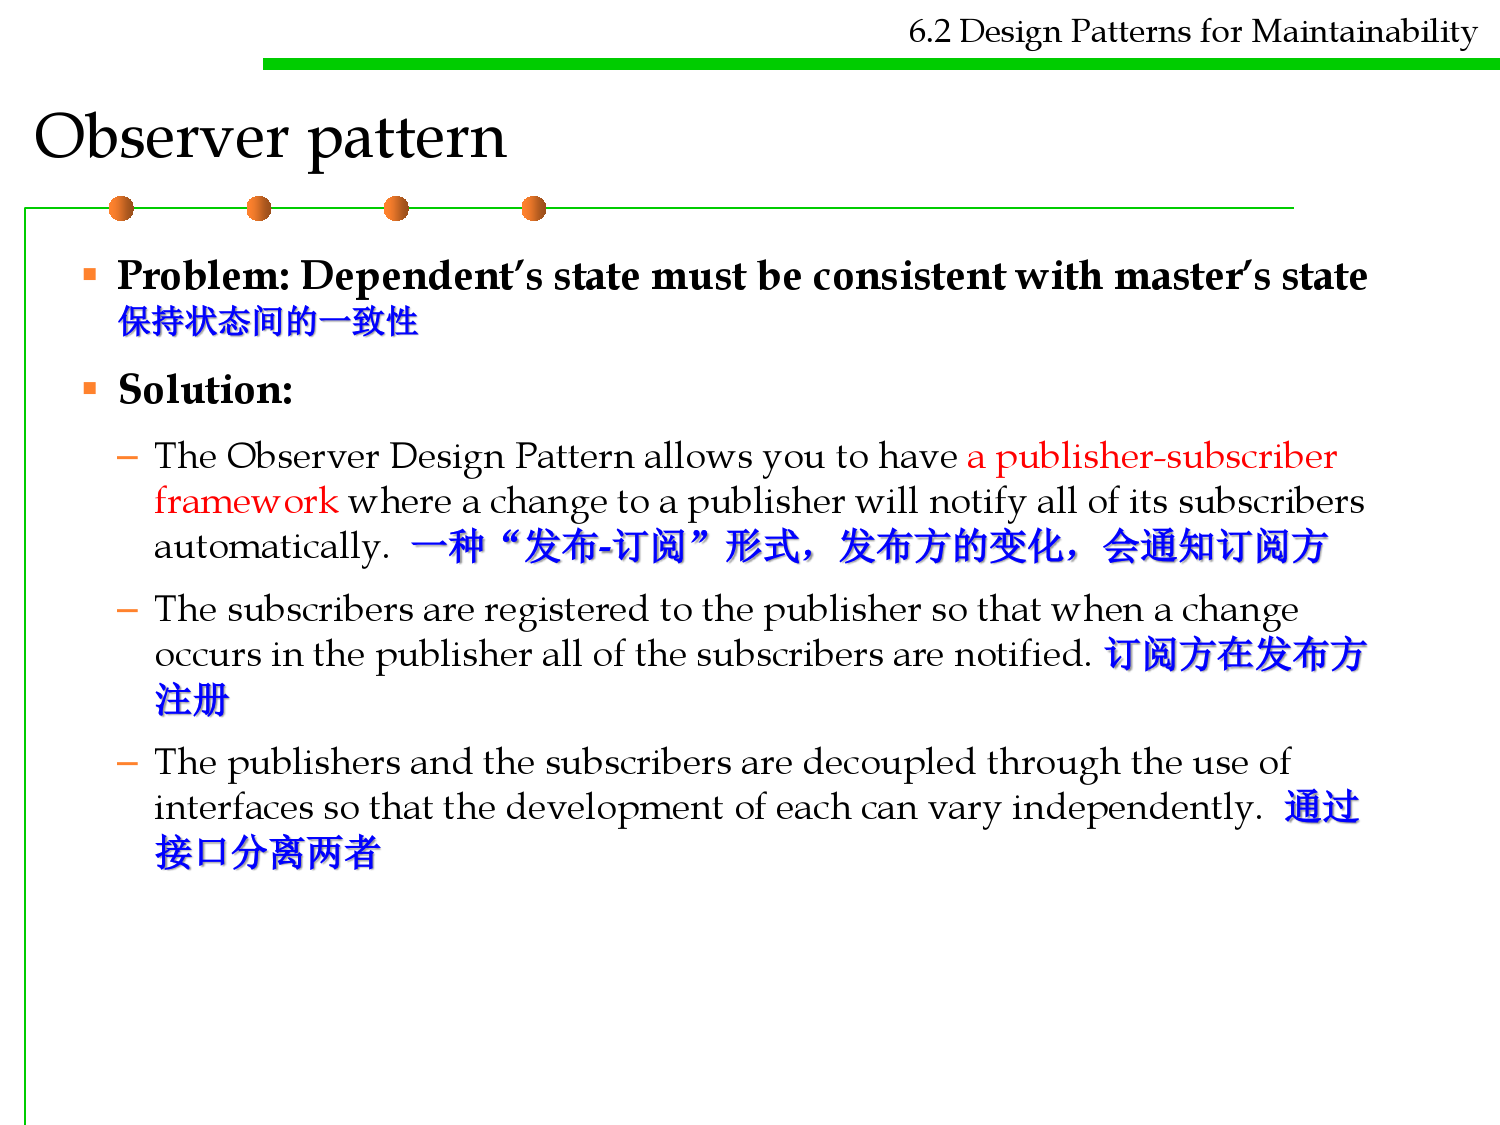 6.2 Design Patterns for Maintainability
Observer pattern
Problem: Dependent’s state must be consistent with master’s state
保持状态间的一致性
Solution:
– The Observer Design Pattern allows you to have a publisher-subscriber
framework where a change to a publisher will notify all of its subscribers
automatically. 一种“发布-订阅”形式，发布方的变化，会通知订阅方
– The subscribers are registered to the publisher so that when a change
occurs in the publisher all of the subscribers are notified. 订阅方在发布方
注册
– The publishers and the subscribers are decoupled through the use of
interfaces so that the development of each can vary independently. 通过
接口分离两者